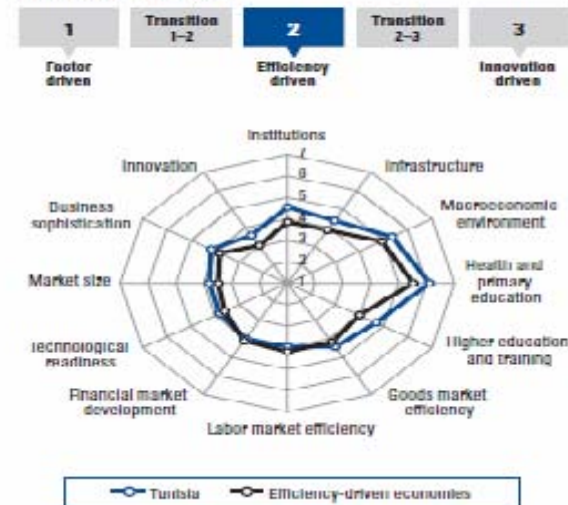 1
Transition
1–2
2
Transition
2–3
3
Factor
driven
Efficiency
driven
Innovation
driven
Institutions
7
6
5
4
3
2
1
Innovation
Infrastructure
Business
sophistication
Macroeconomic
environment
Market size
Health and
primary
education
Technological
readiness
Higher education
and training
Financial market
development
Goods market
efficiency
Labor market efficiency
Tunisia
Efficiency-driven economies